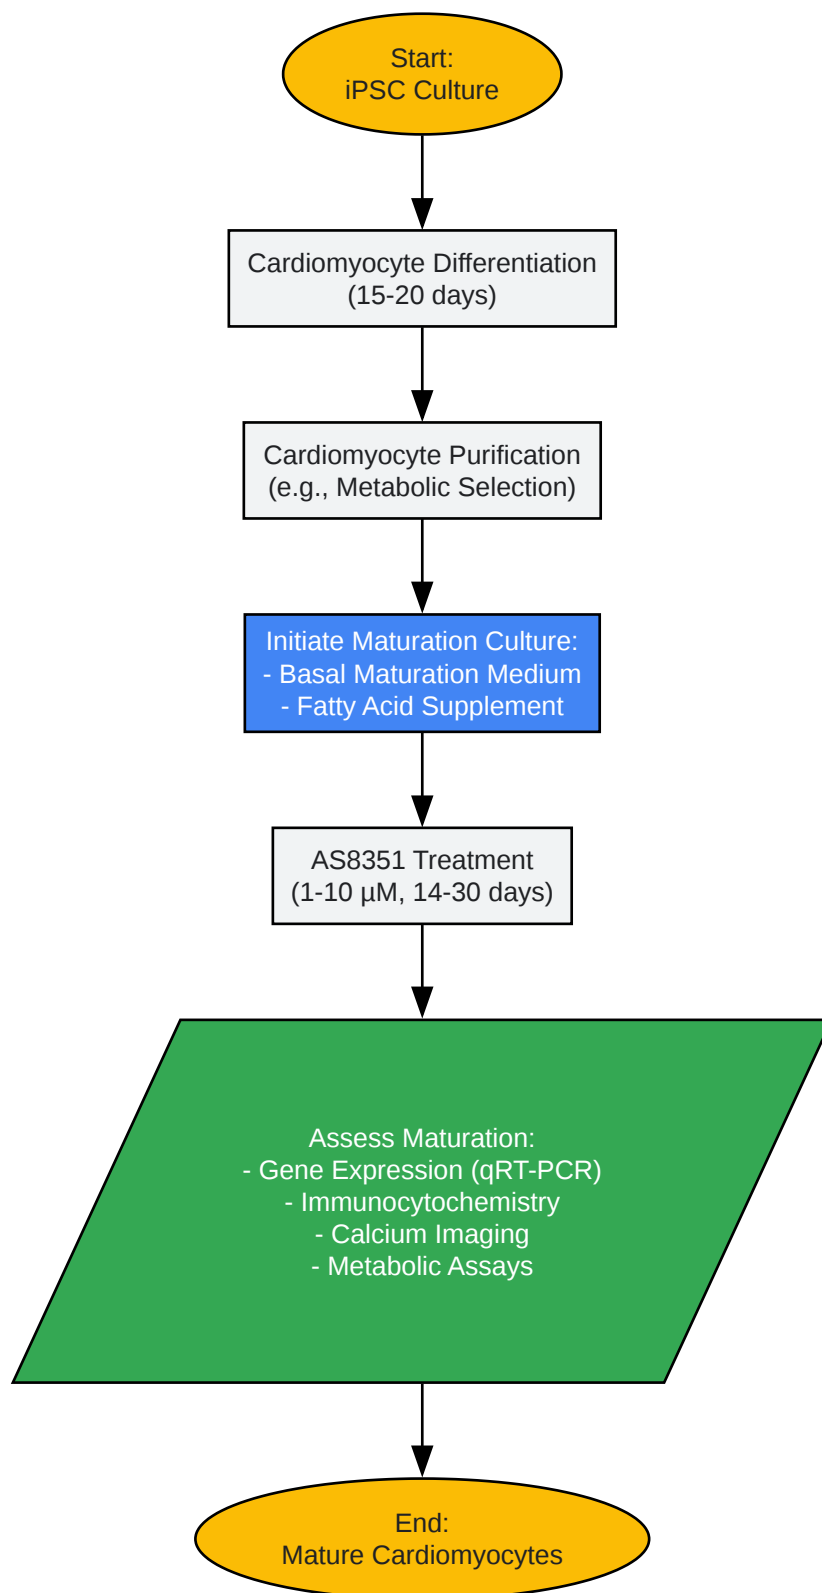 Start:
iPSC Culture
Cardiomyocyte Differentiation
(15-20 days)
Cardiomyocyte Purification
(e.g., Metabolic Selection)
Initiate Maturation Culture:
- Basal Maturation Medium
- Fatty Acid Supplement
AS8351 Treatment
(1-10 µM, 14-30 days)
Assess Maturation:
- Gene Expression (qRT-PCR)
- Immunocytochemistry
- Calcium Imaging
- Metabolic Assays
End:
Mature Cardiomyocytes